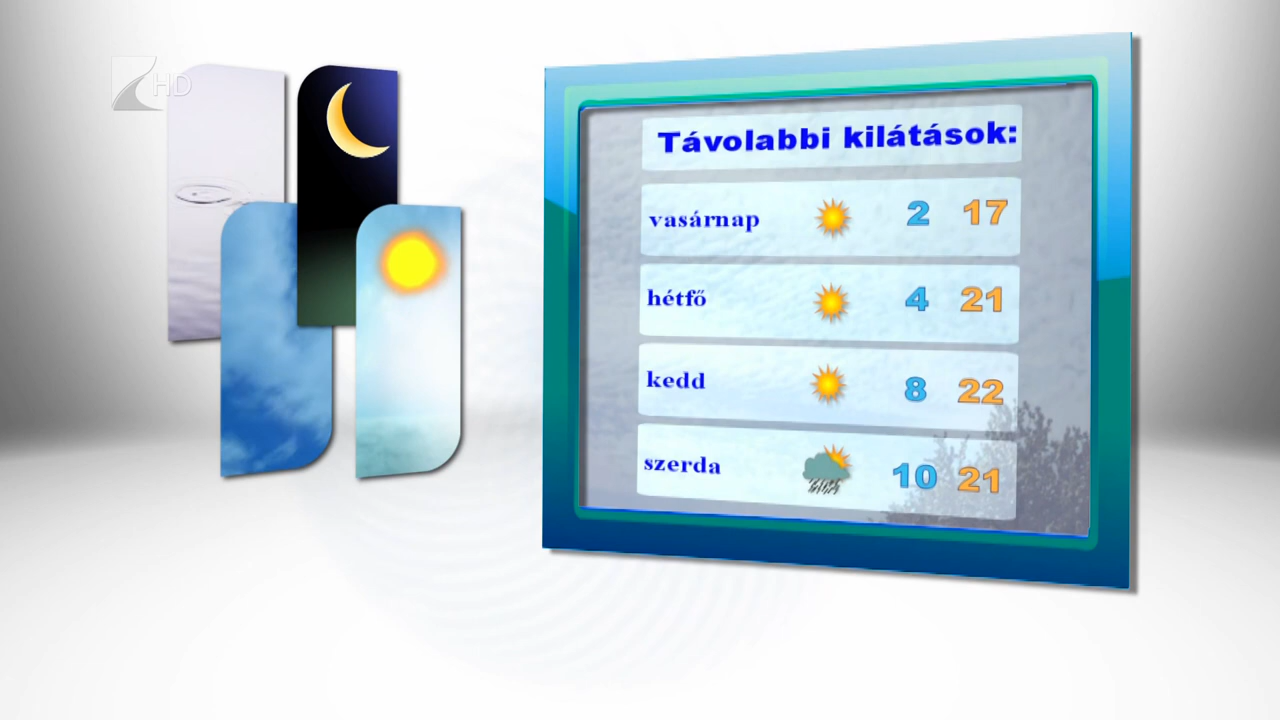 HD
Távolabbi kilátások:
vasárnap 2 17
hétfő 4 21
kedd 8 22
szerda 10 21